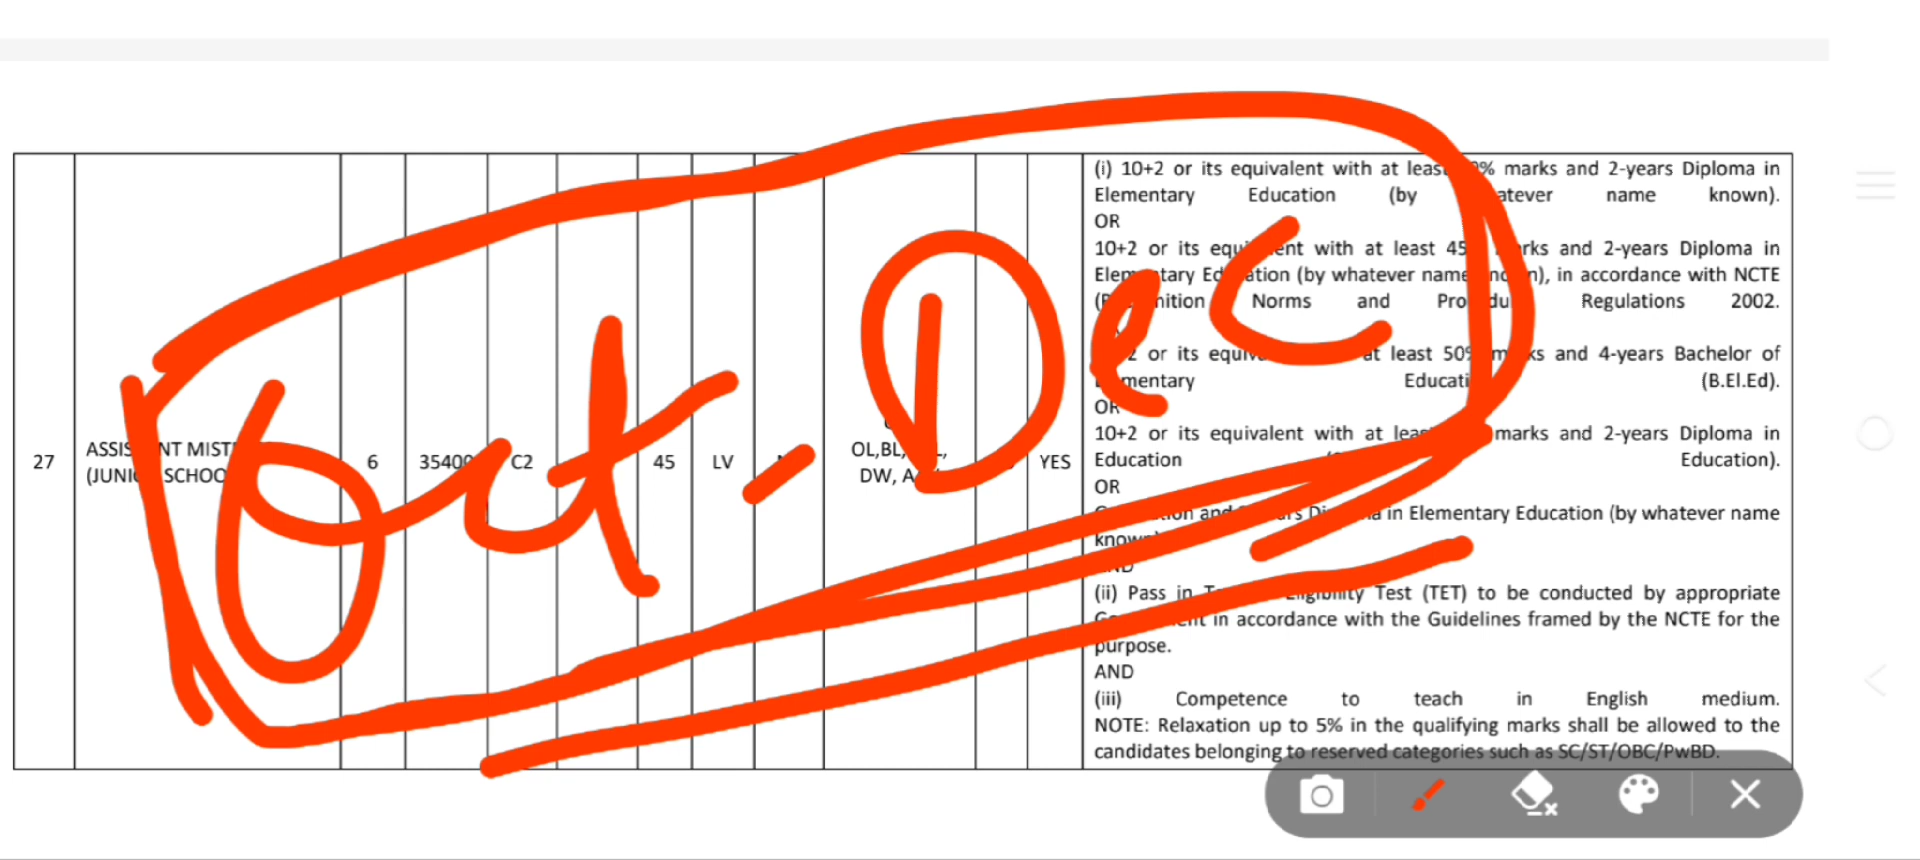 Oct - Dec
27
ASSIS NT MIST
(JUNI SCHOO
6
35400
C2
45
LV
OL,BL,
DW, A
YES
(i) 10+2 or its equivalent with at least % marks and 2-years Diploma in
Elementary Education (by name known).
OR
10+2 or its equ ent with at least 45 rks and 2-years Diploma in
Elem tary Ed ation (by whatever name n), in accordance with NCTE
nition Norms and Pro du Regulations 2002.
2 or its equiv at least 50% m ks and 4-years Bachelor of
mentary Educati (B.El.Ed).
OR
10+2 or its equivalent with at leas marks and 2-years Diploma in
Education Education).
OR
and in Elementary Education (by whatever name
known
AND
(ii) Pass in Eligibility Test (TET) to be conducted by appropriate
in accordance with the Guidelines framed by the NCTE for the
purpose.
AND
(iii) Competence to teach in English medium.
NOTE: Relaxation up to 5% in the qualifying marks shall be allowed to the
candidates belonging to reserved categories such as SC/ST/OBC/PwBD.